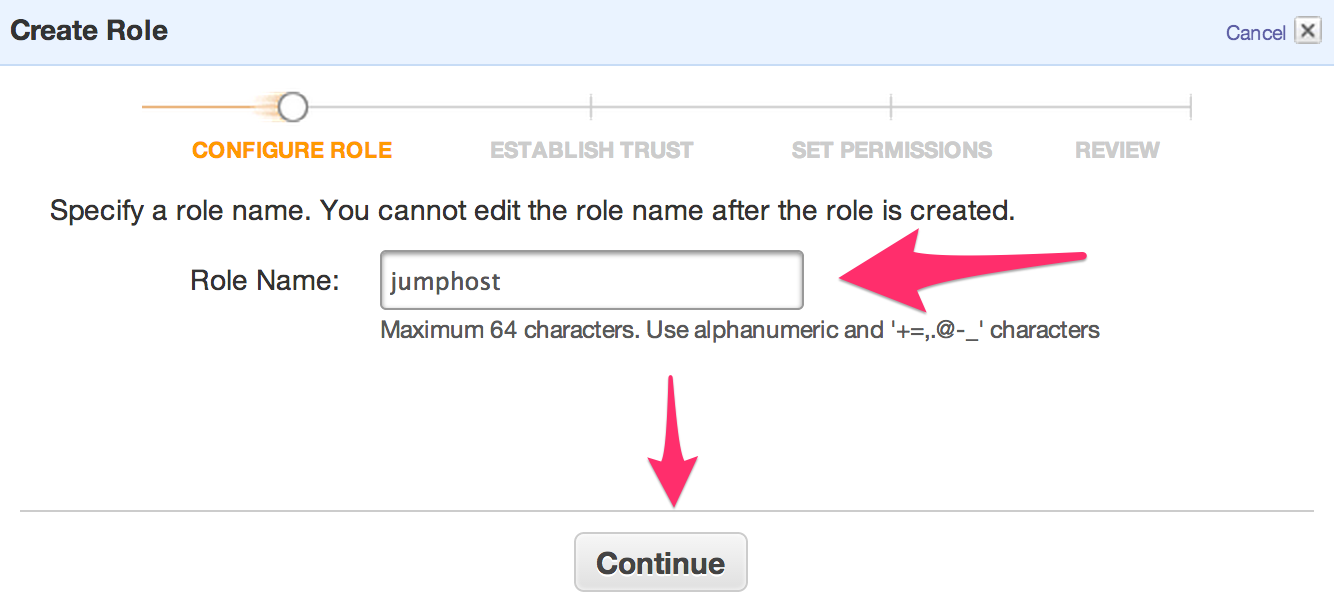 Create Role
Cancel
CONFIGURE ROLE ESTABLISH TRUST SET PERMISSIONS REVIEW
Specify a role name. You cannot edit the role name after the role is created.
Role Name: jumphost
Maximum 64 characters. Use alphanumeric and '+=,.@-_' characters
Continue